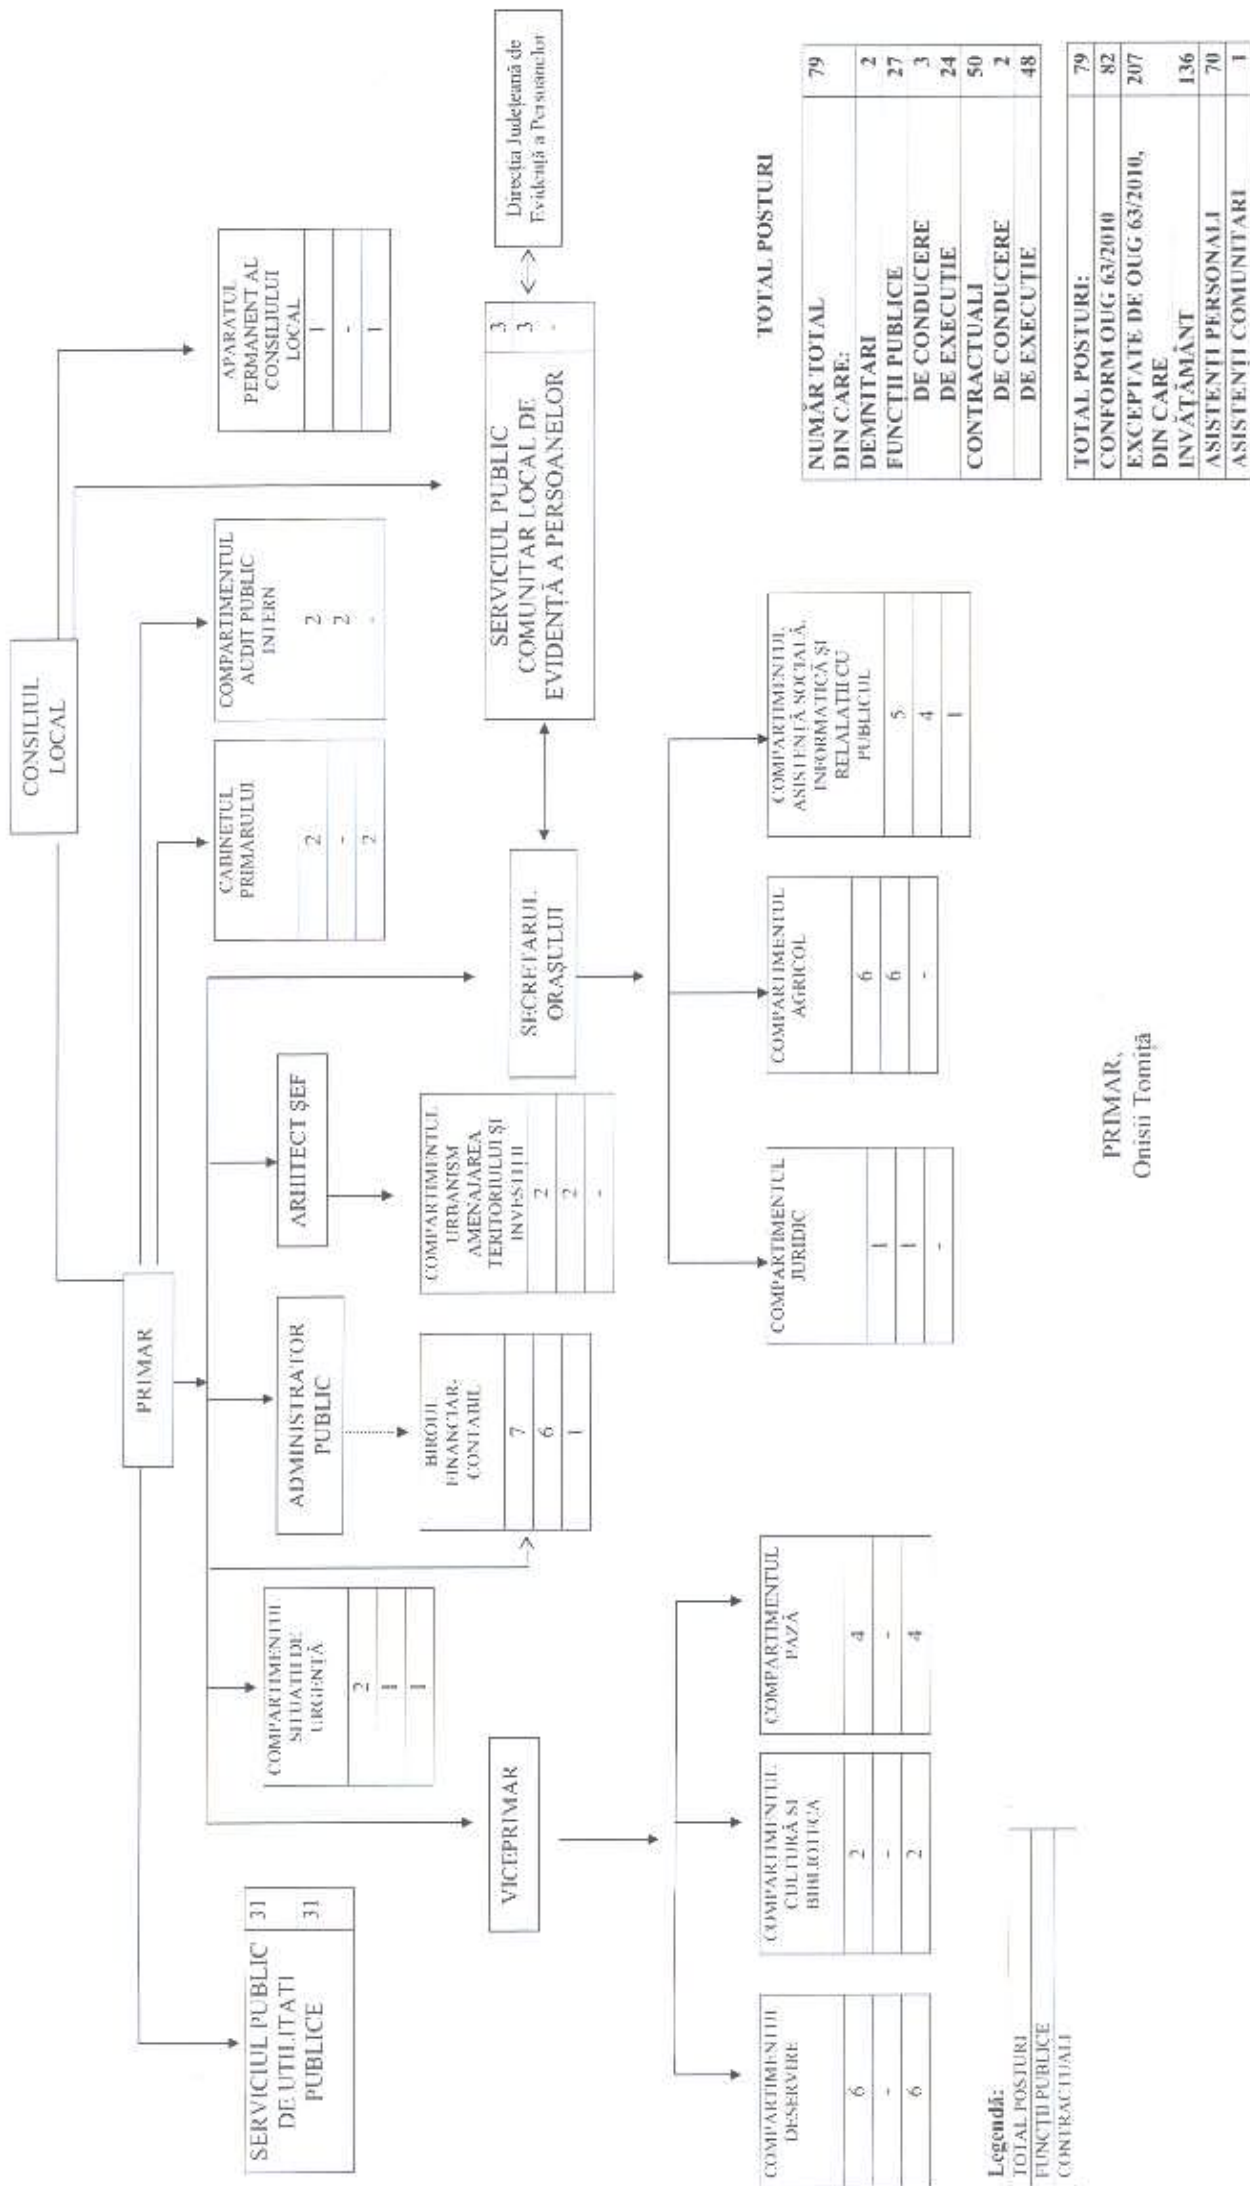 CONSILIUL
LOCAL
PRIMAR
SERVICIUL PUBLIC
DE UTILITATI
PUBLICE
31
31
COMPARTIMENTUL
SITUATII DE
URGENȚĂ
2
1
1
ADMINISTRATOR
PUBLIC
ARHITECT ȘEF
CABINETUL
PRIMARULUI
2
-
2
COMPARTIMENTUL
AUDIT PUBLIC
INTERN
2
2
-
APARATUL
PERMANENT AL
CONSILIULUI
LOCAL
1
-
1
BIROUL
FINANCIAR,
CONTABIL
7
6
1
COMPARTIMENTUL
URBANISM
AMENAJAREA
TERITORIULUI ȘI
INVESTIȚII
2
2
-
VICEPRIMAR
SECRETARUL
ORAȘULUI
SERVICIUL PUBLIC
COMUNITAR LOCAL DE
EVIDENȚĂ A PERSOANELOR
3
3
-
Direcția Județeană de
Evidență a Persoanelor
COMPARTIMENTUL
DESERVIRE
6
-
6
COMPARTIMENTUL
CULTURĂ SI
BIBLIOTECA
2
-
2
COMPARTIMENTUL
PAZĂ
4
-
4
COMPARTIMENTUL
JURIDIC
1
1
-
COMPARTIMENTUL
AGRICOL
6
6
-
COMPARTIMENTUL
ASISTENȚĂ SOCIALĂ,
INFORMATICĂ ȘI
RELALATII CU
PUBLICUL
5
4
1
TOTAL POSTURI
NUMĂR TOTAL 79
DIN CARE:
DEMNITARI 2
FUNCȚII PUBLICE 27
DE CONDUCERE 3
DE EXECUTIE 24
CONTRACTUALI 50
DE CONDUCERE 2
DE EXECUTIE 48
TOTAL POSTURI: 79
CONFORM OUG 63/2010 82
EXCEPTATE DE OUG 63/2010, 207
DIN CARE
INVĂȚĂMÂNT 136
ASISTENȚI PERSONALI 70
ASISTENȚI COMUNITARI 1
Legendă:
TOTAL POSTURI
FUNCȚII PUBLICE
CONTRACTUALI
PRIMAR,
Onisii Tomiță